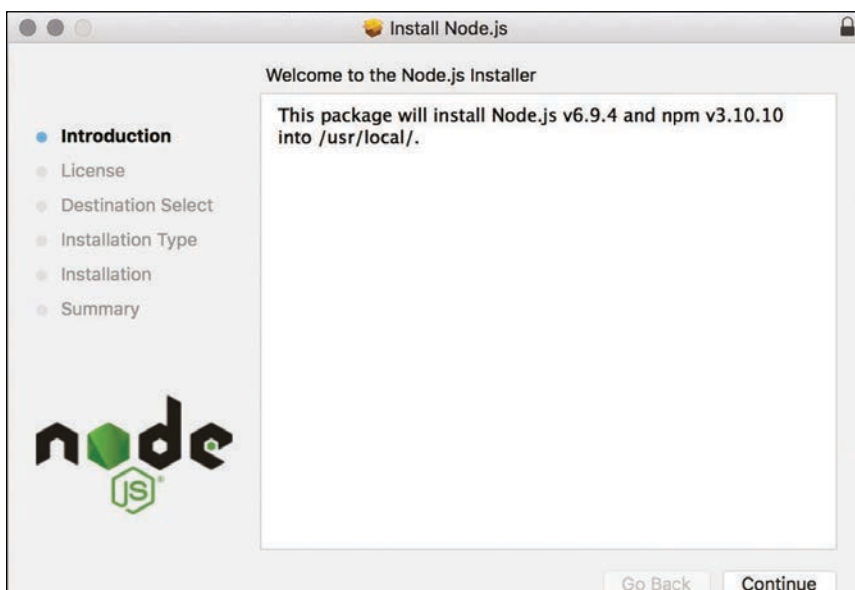 Install Node.js
Welcome to the Node.js Installer
Introduction
License
Destination Select
Installation Type
Installation
Summary
This package will install Node.js v6.9.4 and npm v3.10.10
into /usr/local/.
node
JS®
Go Back
Continue